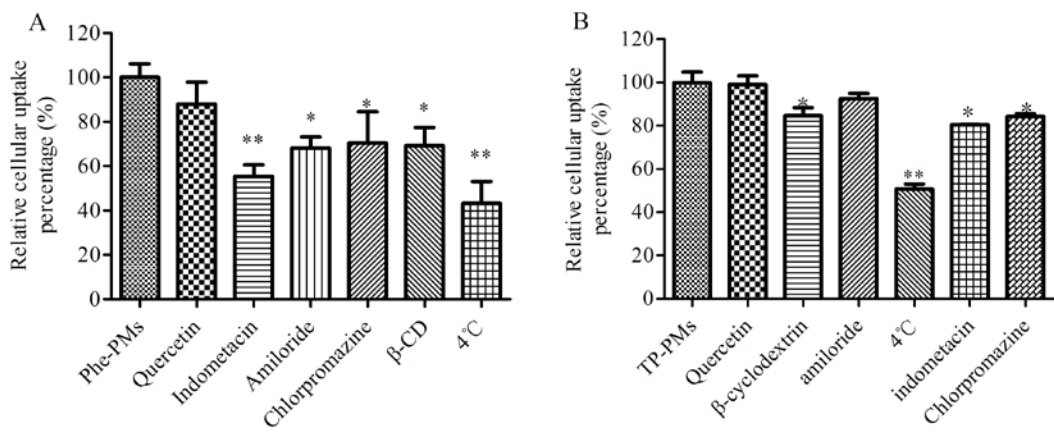 A
Relative cellular uptake
percentage (%)
120
100
80
60
40
20
0
**
*
*
*
**
Phe-PMs
Quercetin
Indometacin
Amiloride
Chlorpromazine
β-CD
4°C
B
Relative cellular uptake
percentage (%)
120
100
80
60
40
20
0
*
**
*
*
TP-PMs
Quercetin
β-cyclodextrin
amiloride
4°C
indometacin
Chlorpromazine